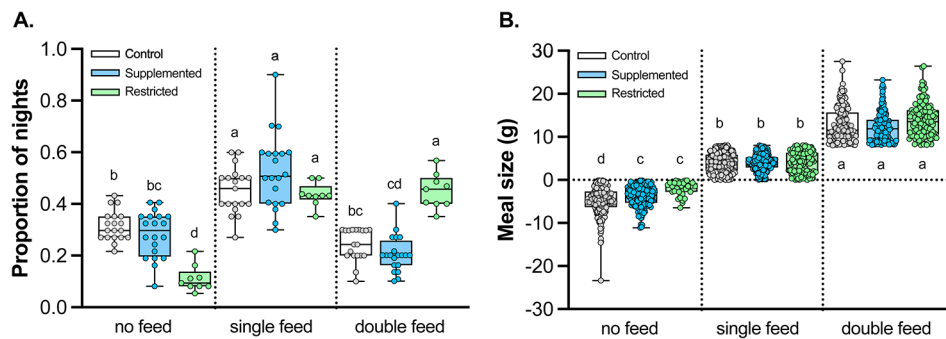 A.
Proportion of nights
1.0
0.8
0.6
0.4
0.2
0.0
Control
Supplemented
Restricted
b
bc
d
a
a
a
bc
cd
a
no feed
single feed
double feed
B.
Meal size (g)
30
20
10
0
-10
-20
-30
Control
Supplemented
Restricted
d
c
c
b
b
b
a
a
a
no feed
single feed
double feed